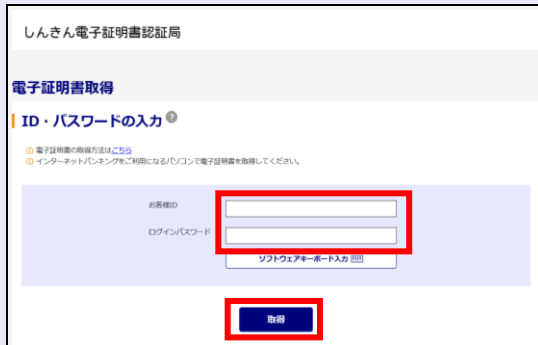 しんきん電子証明書認証局
電子証明書取得
ID・パスワードの入力 ?
電子証明書の取得方法はこちら
インターネットバンキングをご利用になるパソコンで電子証明書を取得してください。
お客様ID
ログインパスワード
ソフトウェアキーボード入力
取得